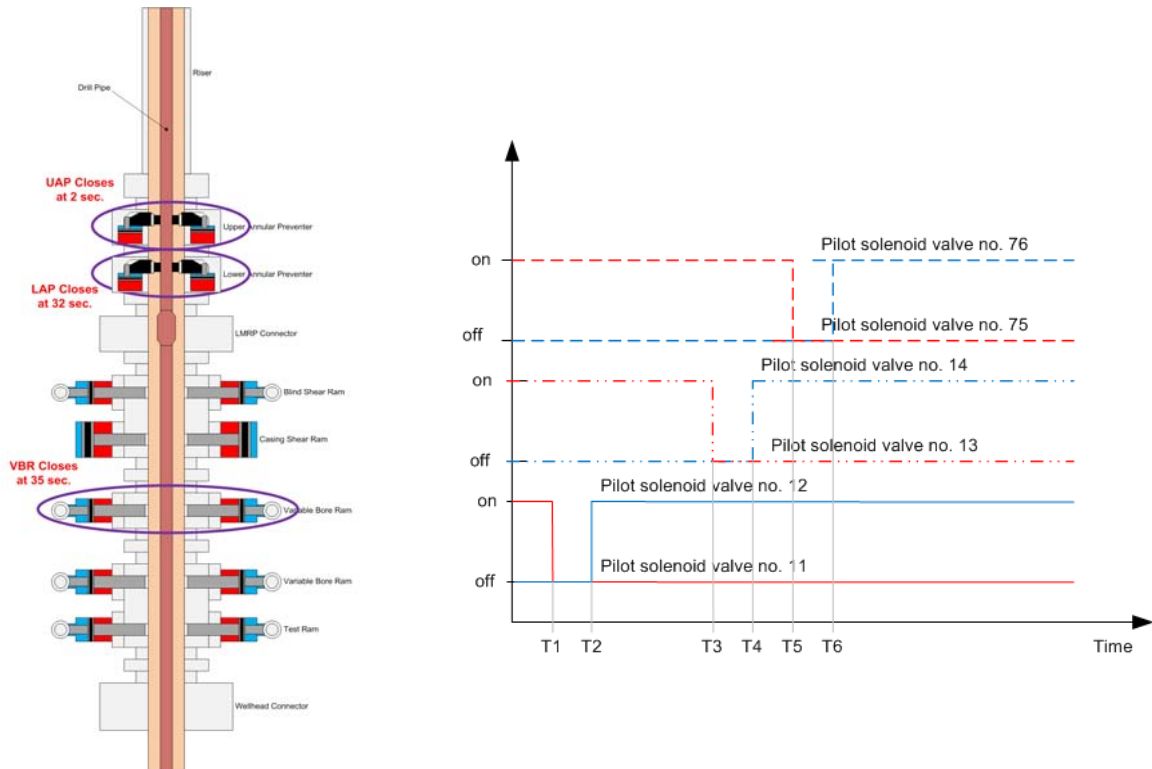 Riser
Drill Pipe
UAP Closes
at 2 sec.
Upper Annular Preventer
LAP Closes
at 32 sec.
Lower Annular Preventer
LMRP Connector
Blind Shear Ram
Casing Shear Ram
VBR Closes
at 35 sec.
Variable Bore Ram
Variable Bore Ram
Test Ram
Wellhead Connector
Pilot solenoid valve no. 76
on
Pilot solenoid valve no. 75
off
Pilot solenoid valve no. 14
on
Pilot solenoid valve no. 13
off
Pilot solenoid valve no. 12
on
Pilot solenoid valve no. 11
off
T1 T2 T3 T4 T5 T6 Time